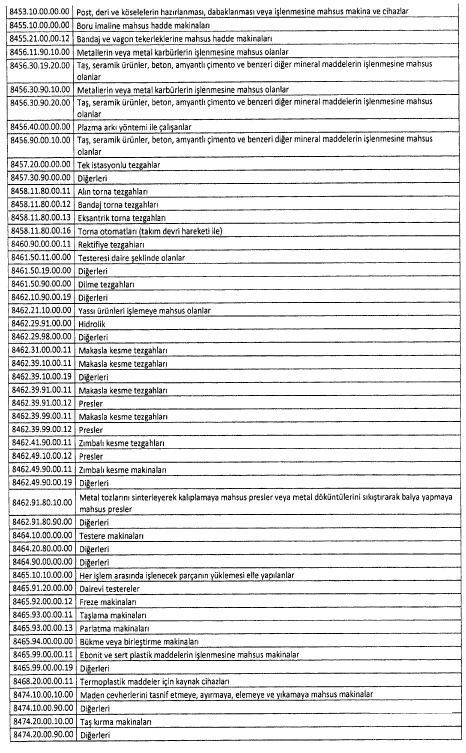 8453.10.00.00.00 Post, deri ve köselelerin hazırlanması, dabaklanması veya işlenmesine mahsus makina ve cihazlar
8455.10.00.00.00 Boru imaline mahsus hadde makinaları
8455.21.00.00.12 Bandaj ve vagon tekerleklerine mahsus hadde makinaları
8456.11.90.10.00 Metallerin veya metal karbürlerin işlenmesine mahsus olanlar
8456.30.19.20.00 Taş, seramik ürünler, beton, amyantlı çimento ve benzeri diğer mineral maddelerin işlenmesine mahsus
olanlar
8456.30.90.10.00 Metallerin veya metal karbürlerin işlenmesine mahsus olanlar
8456.30.90.20.00 Taş, seramik ürünler, beton, amyantlı çimento ve benzeri diğer mineral maddelerin işlenmesine mahsus
olanlar
8456.40.00.00.00 Plazma arkı yöntemi ile çalışanlar
8456.90.00.00.10 Taş, seramik ürünler, beton, amyantlı çimento ve benzeri diğer mineral maddelerin işlenmesine mahsus
olanlar
8457.20.00.00.00 Tek istasyonlu tezgahlar
8457.30.90.00.00 Diğerleri
8458.11.80.00.11 Alın torna tezgahları
8458.11.80.00.12 Bandaj torna tezgahları
8458.11.80.00.13 Eksantrik torna tezgahları
8458.11.80.00.16 Torna otomatları (takım devri hareketi ile)
8460.90.00.00.11 Rektifiye tezgahları
8461.50.11.00.00 Testeresi daire şeklinde olanlar
8461.50.19.00.00 Diğerleri
8461.50.90.00.00 Dilme tezgahları
8462.10.90.00.19 Diğerleri
8462.21.10.00.00 Yassı ürünleri işlemeye mahsus olanlar
8462.29.91.00.00 Hidrolik
8462.29.98.00.00 Diğerleri
8462.31.00.00.11 Makasla kesme tezgahları
8462.39.10.00.11 Makasla kesme tezgahları
8462.39.10.00.19 Diğerleri
8462.39.91.00.11 Makasla kesme tezgahları
8462.39.91.00.12 Presler
8462.39.99.00.11 Makasla kesme tezgahları
8462.39.99.00.12 Presler
8462.41.90.00.11 Zımbalı kesme tezgahları
8462.49.10.00.12 Presler
8462.49.90.00.11 Zımbalı kesme makinaları
8462.49.90.00.19 Diğerleri
8462.91.80.10.00 Metal tozlarını sinterleyerek kalıplamaya mahsus presler veya metal döküntülerini sıkıştırarak balya yapmaya
mahsus presler
8462.91.80.90.00 Diğerleri
8464.10.00.00.00 Testere makinaları
8464.20.80.00.00 Diğerleri
8464.90.00.00.00 Diğerleri
8465.10.10.00.00 Her işlem arasında işlenecek parçanın yüklemesi elle yapılanlar
8465.91.20.00.00 Dairevi testereler
8465.92.00.00.12 Freze makinaları
8465.93.00.00.11 Taşlama makinaları
8465.93.00.00.13 Parlatma makinaları
8465.94.00.00.00 Bükme veya birleştirme makinaları
8465.99.00.00.11 Ebonit ve sert plastik maddelerin işlenmesine mahsus makinalar
8465.99.00.00.19 Diğerleri
8468.20.00.00.11 Termoplastik maddeler için kaynak cihazları
8474.10.00.10.00 Maden cevherlerini tasnif etmeye, ayırmaya, elemeye ve yıkamaya mahsus makinalar
8474.10.00.90.00 Diğerleri
8474.20.00.10.00 Taş kırma makinaları
8474.20.00.90.00 Diğerleri